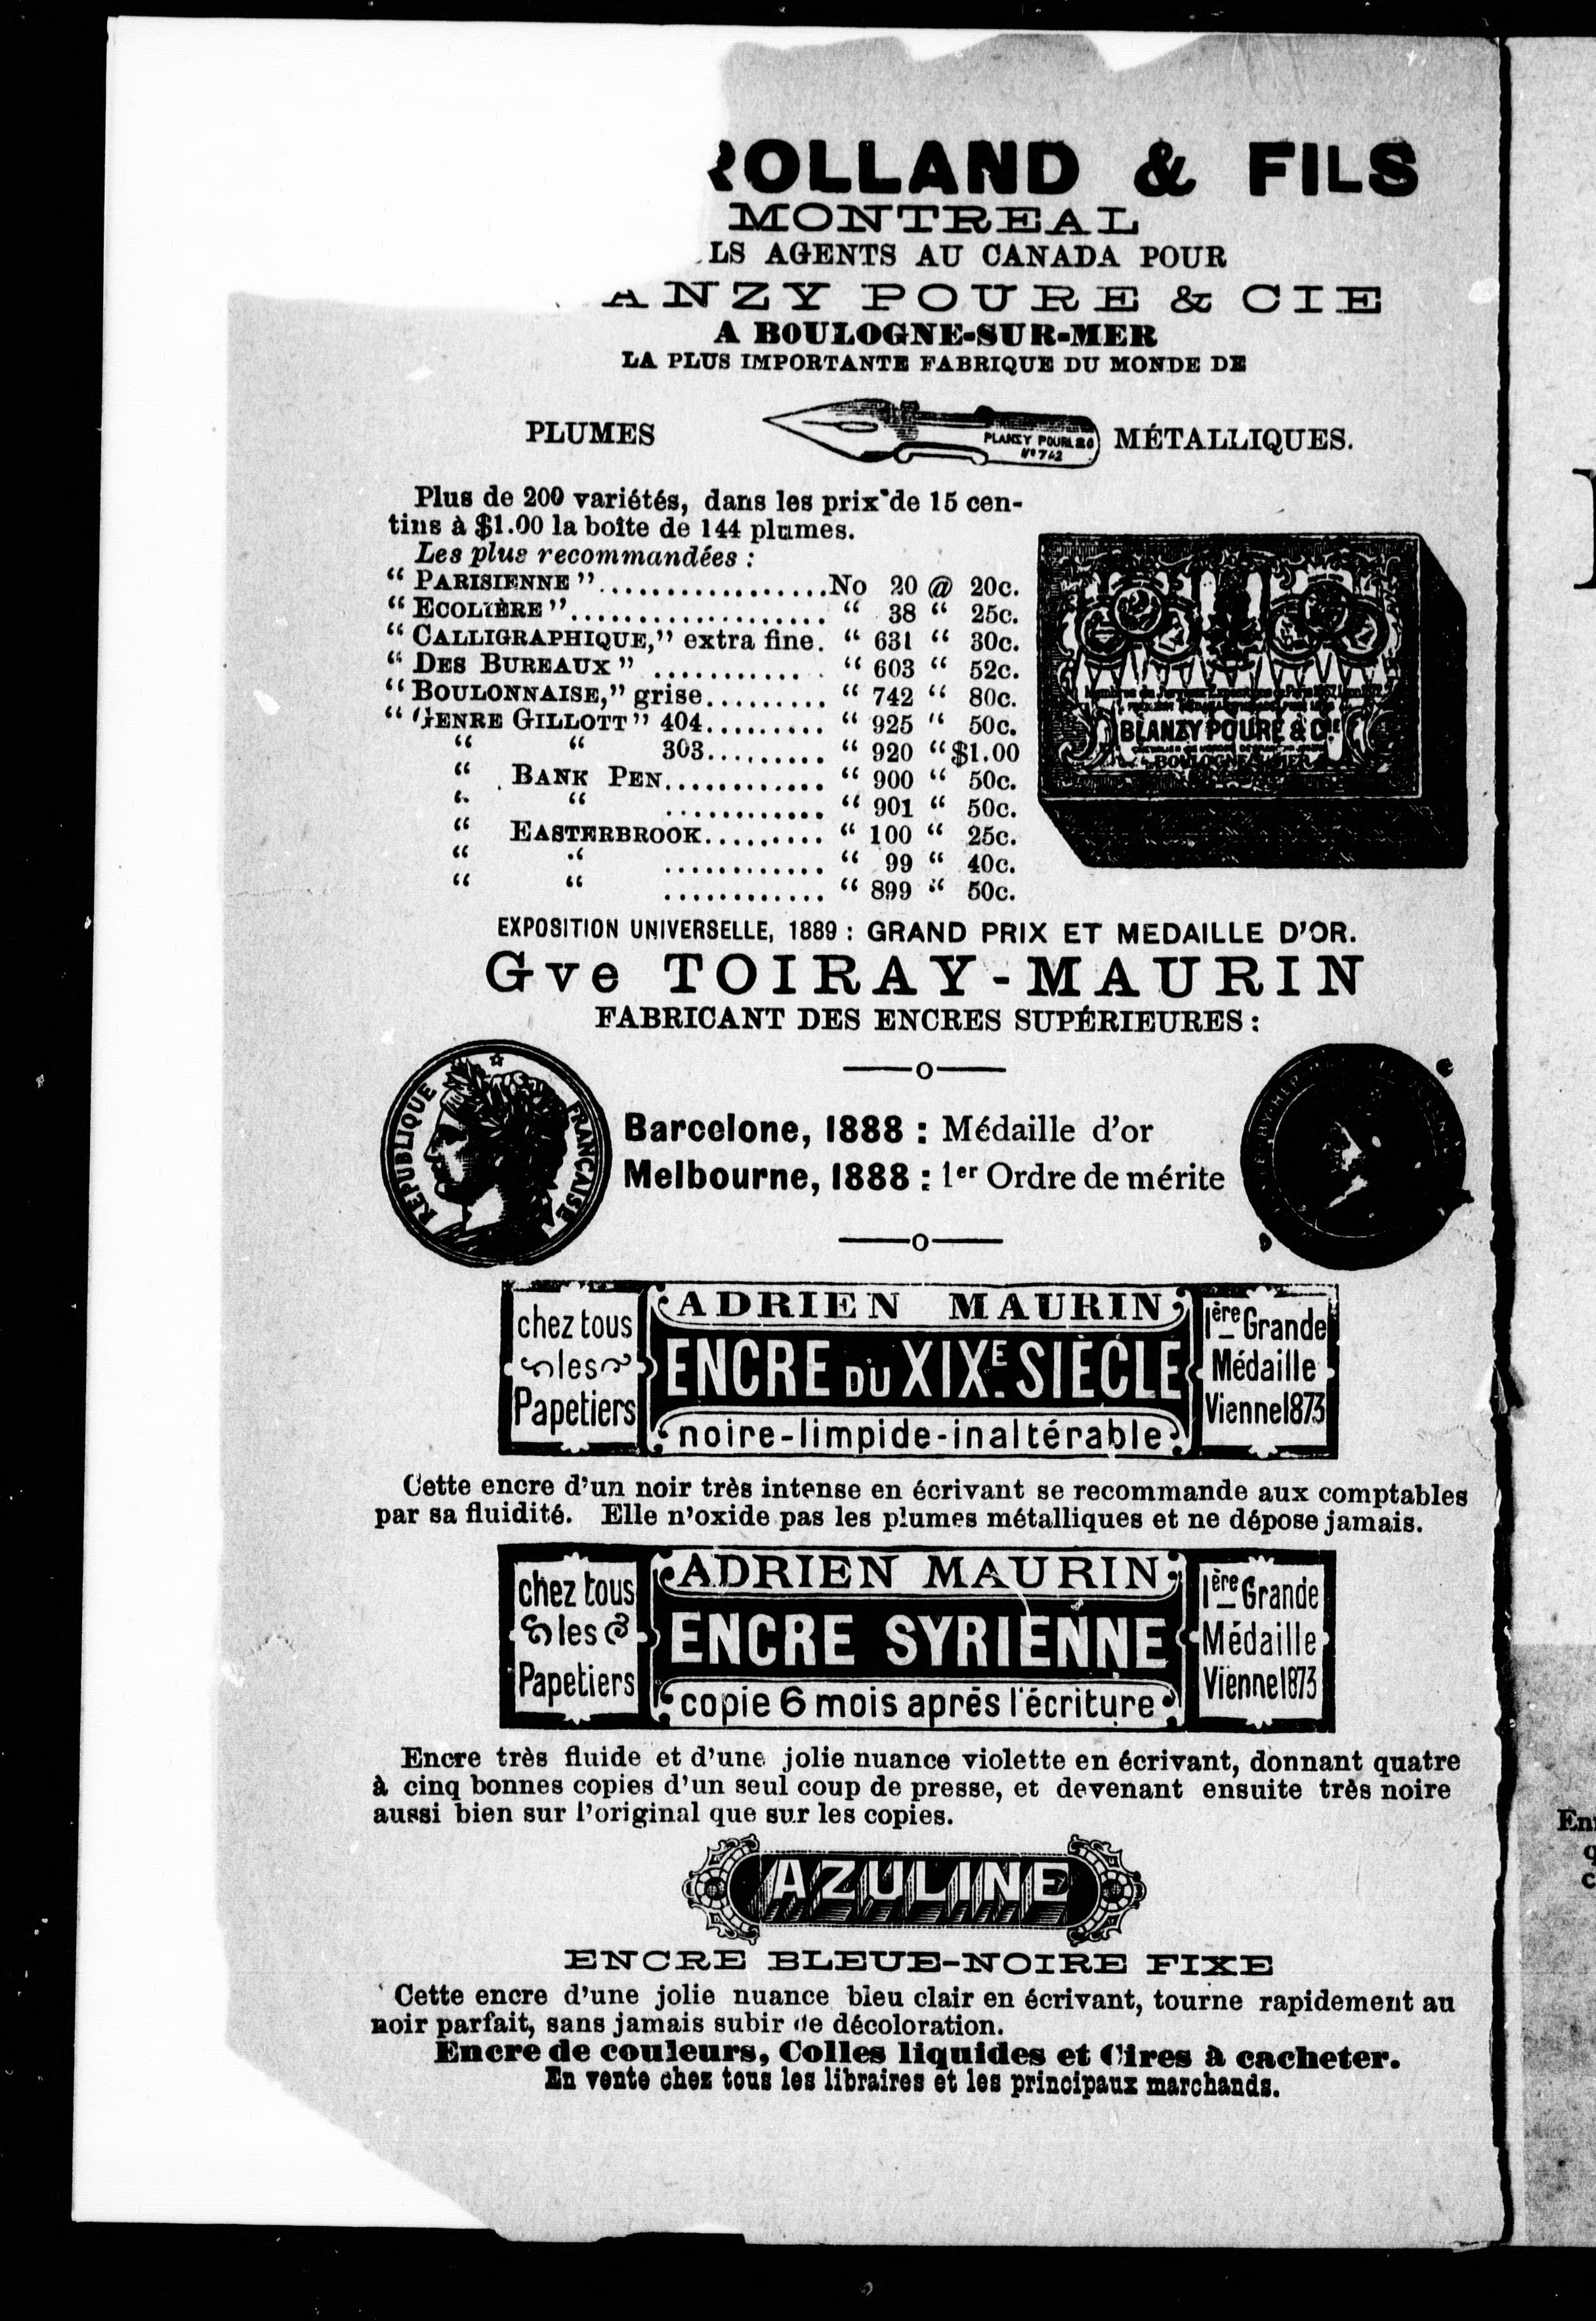 ROLLAND & FILS
MONTREAL
LS AGENTS AU CANADA POUR
ANZY POURE & CIE
A BOULOGNE-SUR-MER
LA PLUS IMPORTANTE FABRIQUE DU MONDE DE
PLUMES
PLANZY POURE & C
No 742
MÉTALLIQUES.
Plus de 200 variétés, dans les prix de 15 cen-
tins à $1.00 la boîte de 144 plumes.
Les plus recommandées :
“ PARISIENNE ”..................No 20 @ 20c.
“ ECOLIÈRE ”.................... “ 38 “ 25c.
“ CALLIGRAPHIQUE,” extra fine. “ 631 “ 30c.
“ DES BUREAUX ” ............ . “ 603 “ 52c.
“ BOULONNAISE,” grise......... “ 742 “ 80c.
“ GENRE GILLOTT ” 404......... “ 925 “ 50c.
“ “ 303......... “ 920 “ $1.00
“ BANK PEN............ “ 900 “ 50c.
“ “ ............ “ 901 “ 50c.
“ EASTERBROOK......... “ 100 “ 25c.
“ “ ............ “ 99 “ 40c.
“ “ ............ “ 899 “ 50c.
BLANZY POURE & CIE
BOULOGNE S/MER
EXPOSITION UNIVERSELLE, 1889 : GRAND PRIX ET MEDAILLE D'OR.
Gve TOIRAY-MAURIN
FABRICANT DES ENCRES SUPÉRIEURES :
REPUBLIQUE FRANÇAISE
Barcelone, 1888 : Médaille d'or
Melbourne, 1888 : 1er Ordre de mérite
chez tous
les
Papetiers
ADRIEN MAURIN
ENCRE DU XIXE SIÈCLE
noire-limpide-inaltérable
1ère Grande
Médaille
Vienne 1873
Cette encre d'un noir très intense en écrivant se recommande aux comptables
par sa fluidité. Elle n'oxide pas les plumes métalliques et ne dépose jamais.
chez tous
les
Papetiers
ADRIEN MAURIN
ENCRE SYRIENNE
copie 6 mois aprés l'écriture
1ère Grande
Médaille
Vienne 1873
Encre très fluide et d'une jolie nuance violette en écrivant, donnant quatre
à cinq bonnes copies d'un seul coup de presse, et devenant ensuite très noire
aussi bien sur l'original que sur les copies.
AZULINE
ENCRE BLEUE-NOIRE FIXE
Cette encre d'une jolie nuance bleu clair en écrivant, tourne rapidement au
noir parfait, sans jamais subir de décoloration.
Encre de couleurs, Colles liquides et Cires à cacheter.
En vente chez tous les libraires et les principaux marchands.